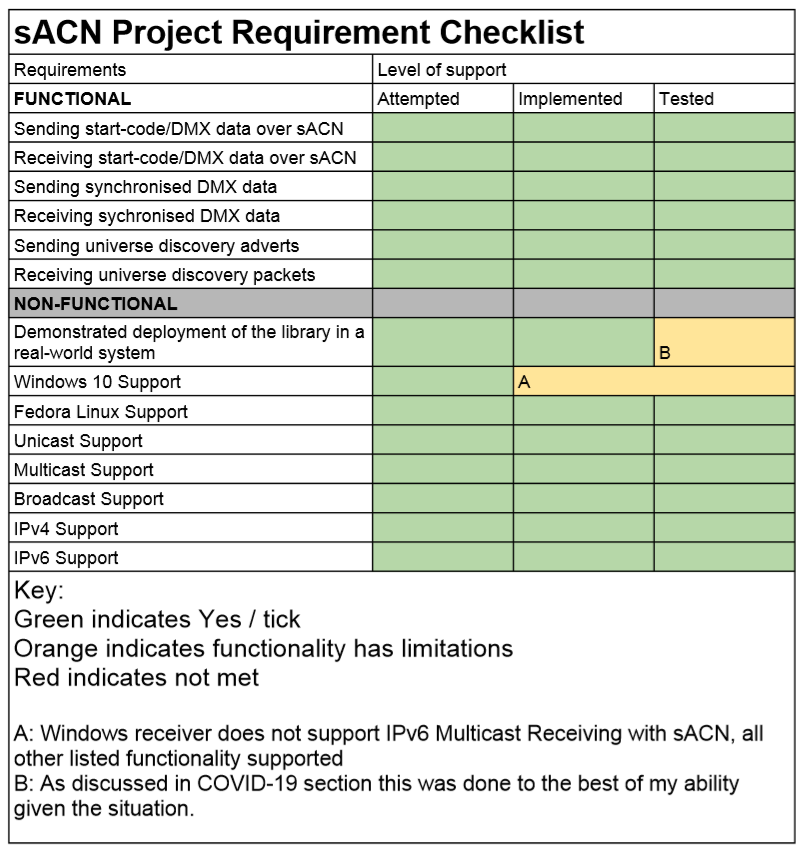 sACN Project Requirement Checklist
Requirements Level of support
FUNCTIONAL Attempted Implemented Tested
Sending start-code/DMX data over sACN
Receiving start-code/DMX data over sACN
Sending synchronised DMX data
Receiving sychronised DMX data
Sending universe discovery adverts
Receiving universe discovery packets
NON-FUNCTIONAL
Demonstrated deployment of the library in a
real-world system B
Windows 10 Support A
Fedora Linux Support
Unicast Support
Multicast Support
Broadcast Support
IPv4 Support
IPv6 Support
Key:
Green indicates Yes / tick
Orange indicates functionality has limitations
Red indicates not met
A: Windows receiver does not support IPv6 Multicast Receiving with sACN, all
other listed functionality supported
B: As discussed in COVID-19 section this was done to the best of my ability
given the situation.